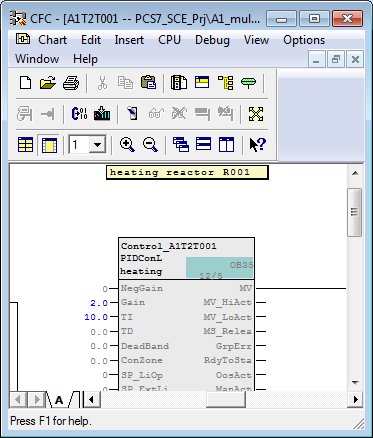 CFC - [A1T2T001 -- PCS7_SCE_Prj\A1_mul...
Chart Edit Insert CPU Debug View Options
Window Help
1
heating reactor R001
Control_A1T2T001
PIDConL
heating
OB35
12/5
0 NegGain MV
2.0 Gain MV_HiAct
10.0 TI MV_LoAct
0.0 TD MS_Relea
0.0 DeadBand GrpErr
0.0 ConZone RdyToSta
0 SP_LiOp OosAct
0 SP_ExtLi ManAct
A
Press F1 for help.